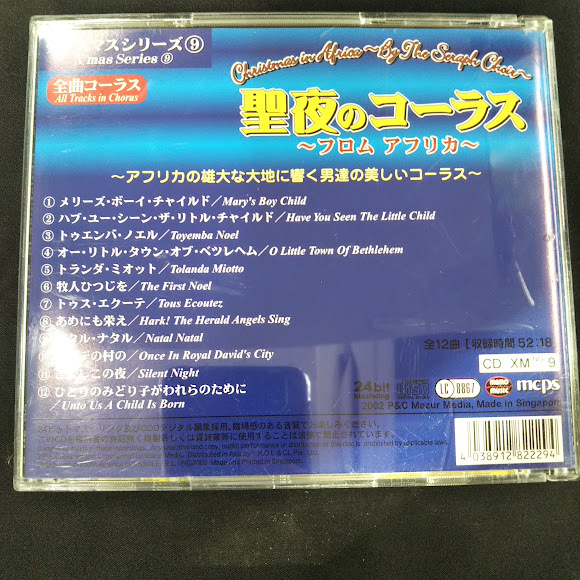 マスシリーズ⑨
mas Series ⑨
Christmas in Africa ～By The Seraph Choir～
全曲コーラス
All Tracks in Chorus
聖夜のコーラス
～フロム アフリカ～
～アフリカの雄大な大地に響く男達の美しいコーラス～
① メリーズ・ボーイ・チャイルド／Mary's Boy Child
② ハブ・ユー・シーン・ザ・リトル・チャイルド／Have You Seen The Little Child
③ トゥエンバ・ノエル／Toyemba Noel
④ オー・リトル・タウン・オブ・ベツレヘム／O Little Town Of Bethlehem
⑤ トランダ・ミオット／Tolanda Miotto
⑥ 牧人ひつじを／The First Noel
⑦ トゥス・エクーテ／Tous Ecoutez
⑧ あめにも栄え／Hark! The Herald Angels Sing
ル・ナタル／Natal Natal
の村の／Once In Royal David's City
この夜／Silent Night
⑫ ひとりのみどり子がわれらのために
／Unto Us A Child Is Born
全12曲 [収録時間 52:18
CD XM 9
24bit
Mastering
LC 8867
mcps
2002 P&C Mazur Media, Made in Singapore
4 038912 822294